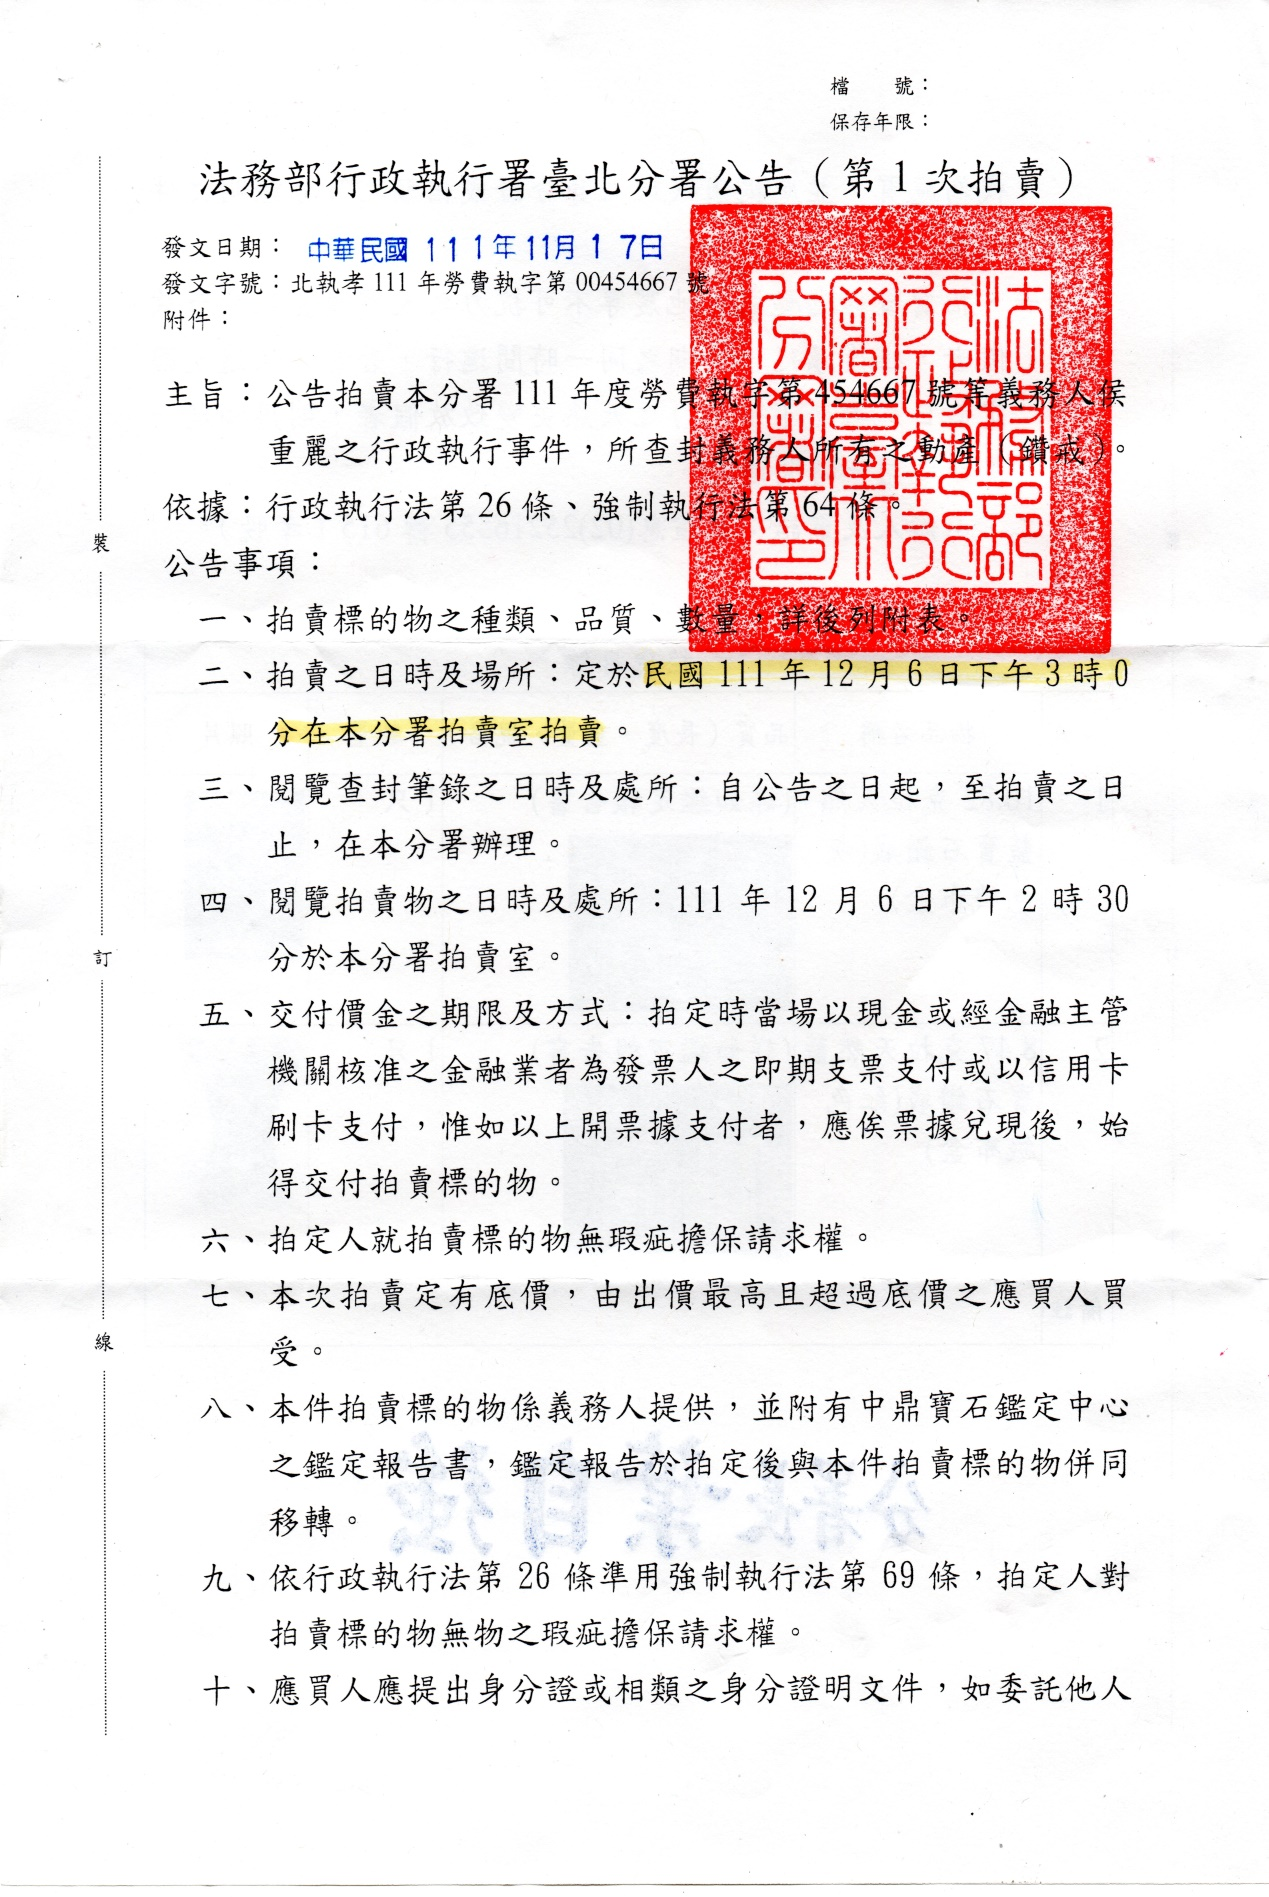 檔　　號：
保存年限：
法務部行政執行署臺北分署公告（第1次拍賣）
發文日期： 中華民國 111年11月17日
發文字號：北執孝111年勞費執字第00454667號
附件：
主旨：公告拍賣本分署111年度勞費執字第454667號等義務人侯
重麗之行政執行事件，所查封義務人所有之動產（鑽戒）。
依據：行政執行法第26條、強制執行法第64條。
公告事項：
一、拍賣標的物之種類、品質、數量，詳後列附表。
二、拍賣之日時及場所：定於民國111年12月6日下午3時0
分在本分署拍賣室拍賣。
三、閱覽查封筆錄之日時及處所：自公告之日起，至拍賣之日
止，在本分署辦理。
四、閱覽拍賣物之日時及處所：111年12月6日下午2時30
分於本分署拍賣室。
五、交付價金之期限及方式：拍定時當場以現金或經金融主管
機關核准之金融業者為發票人之即期支票支付或以信用卡
刷卡支付，惟如以上開票據支付者，應俟票據兌現後，始
得交付拍賣標的物。
六、拍定人就拍賣標的物無瑕疵擔保請求權。
七、本次拍賣定有底價，由出價最高且超過底價之應買人買
受。
八、本件拍賣標的物係義務人提供，並附有中鼎寶石鑑定中心
之鑑定報告書，鑑定報告於拍定後與本件拍賣標的物併同
移轉。
九、依行政執行法第26條準用強制執行法第69條，拍定人對
拍賣標的物無物之瑕疵擔保請求權。
十、應買人應提出身分證或相類之身分證明文件，如委託他人
裝
訂
線
法務部
行政執行
署臺北
分署印